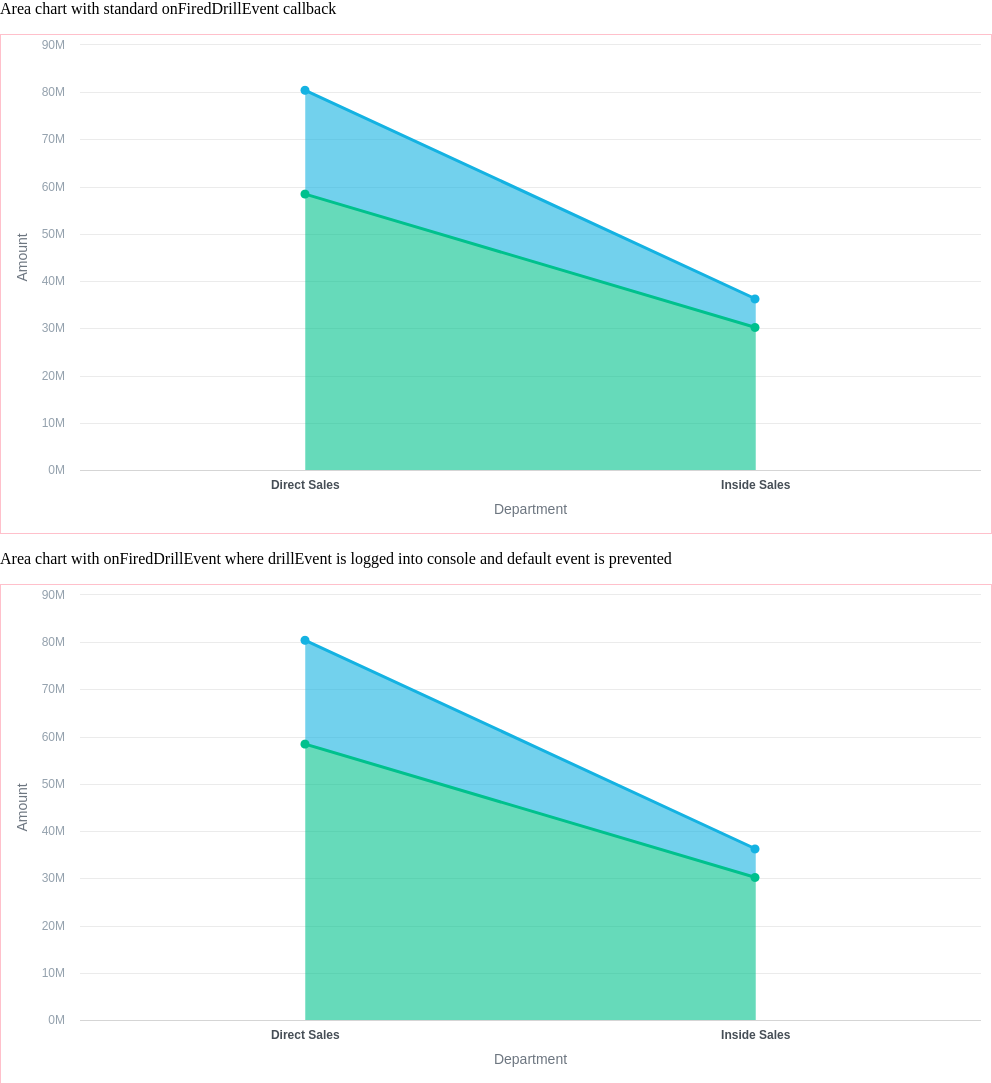 Area chart with standard onFiredDrillEvent callback
90M
80M
70M
60M
50M
40M
30M
20M
10M
0M
Amount
Direct Sales
Inside Sales
Department
Area chart with onFiredDrillEvent where drillEvent is logged into console and default event is prevented
90M
80M
70M
60M
50M
40M
30M
20M
10M
0M
Amount
Direct Sales
Inside Sales
Department